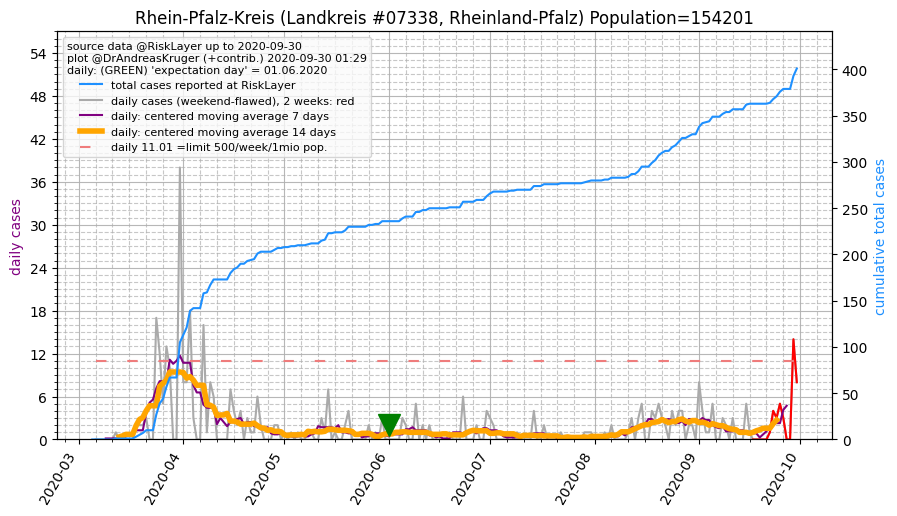 Rhein-Pfalz-Kreis (Landkreis #07338, Rheinland-Pfalz) Population=154201
source data @RiskLayer up to 2020-09-30
plot @DrAndreasKruger (+contrib.) 2020-09-30 01:29
daily: (GREEN) 'expectation day' = 01.06.2020
total cases reported at RiskLayer
daily cases (weekend-flawed), 2 weeks: red
daily: centered moving average 7 days
daily: centered moving average 14 days
daily 11.01 =limit 500/week/1mio pop.
daily cases
54
48
42
36
30
24
18
12
6
0
400
350
300
250
200
150
100
50
0
cumulative total cases
2020-03
2020-04
2020-05
2020-06
2020-07
2020-08
2020-09
2020-10